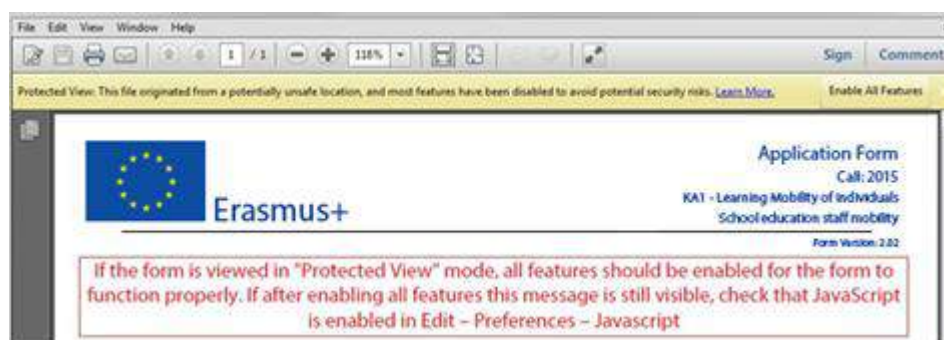 File Edit View Window Help
1 / 1 116% Sign Comment
Protected View: This file originated from a potentially unsafe location, and most features have been disabled to avoid potential security risks. Learn More. Enable All Features
Application Form
Call: 2015
KA1 - Learning Mobility of Individuals
Erasmus+
School education staff mobility
Form Version: 2.02
If the form is viewed in "Protected View" mode, all features should be enabled for the form to
function properly. If after enabling all features this message is still visible, check that JavaScript
is enabled in Edit – Preferences – Javascript